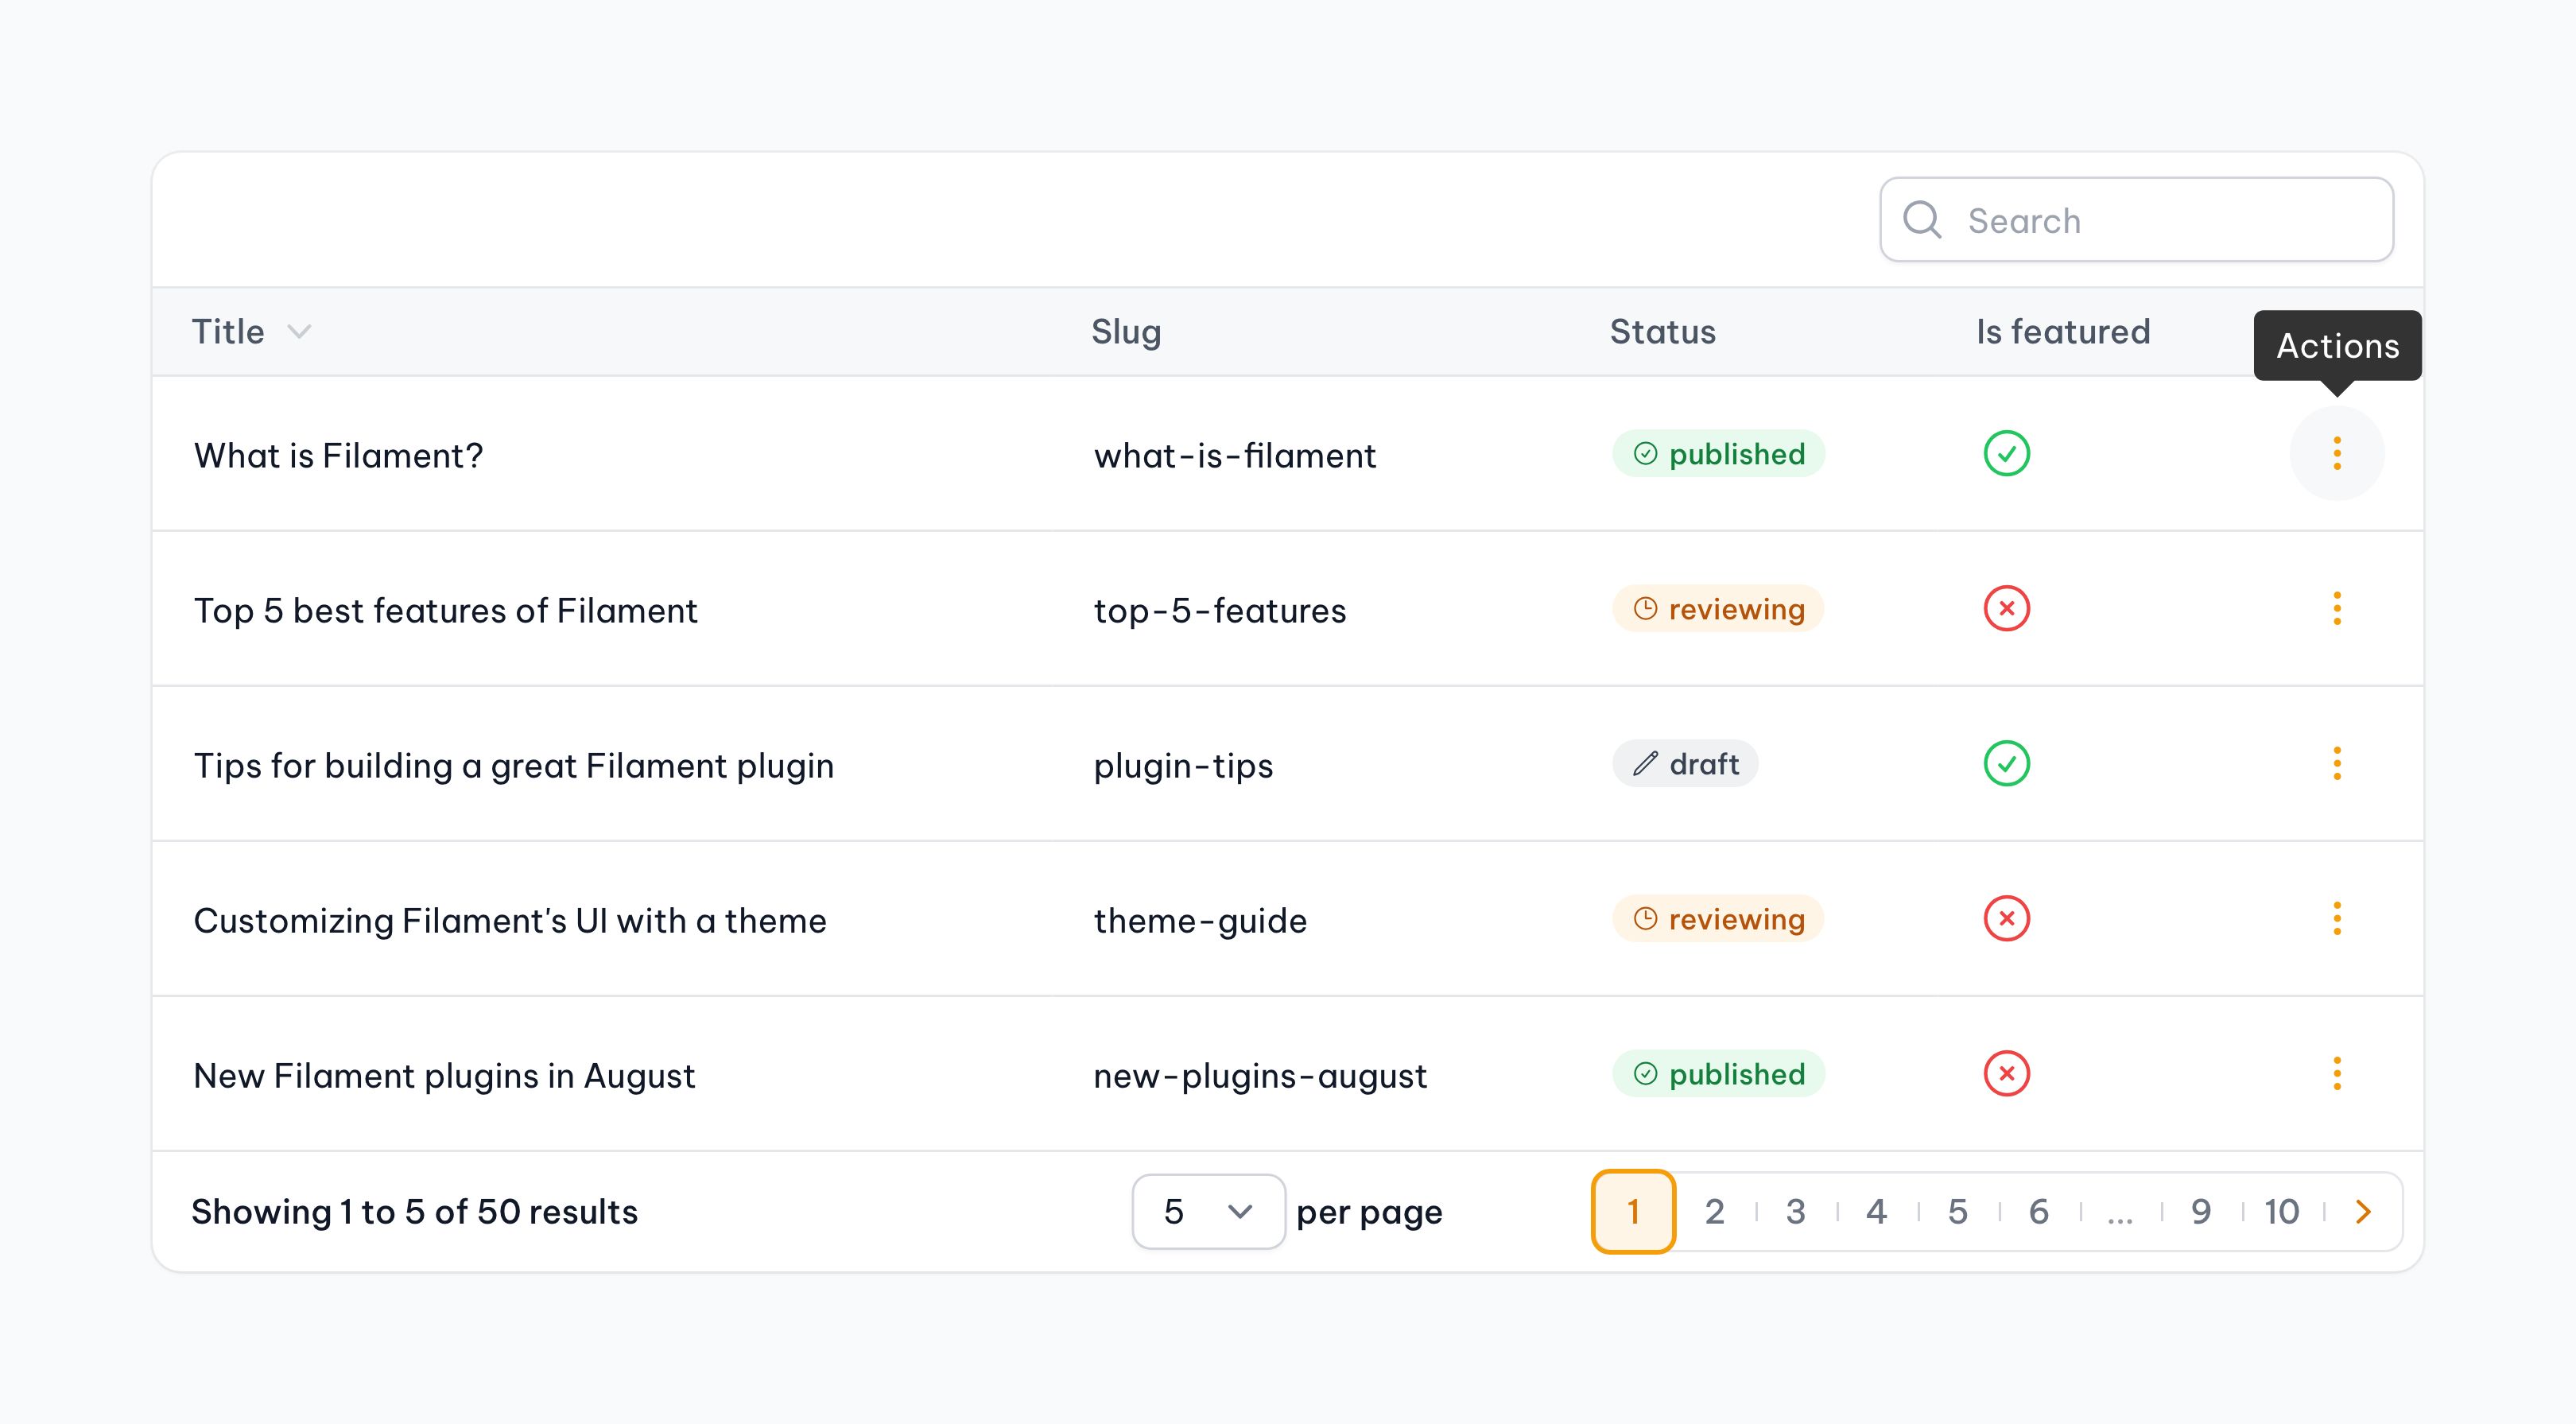 Search
Title Slug Status Is featured
Actions
What is Filament? what-is-filament published
Top 5 best features of Filament top-5-features reviewing
Tips for building a great Filament plugin plugin-tips draft
Customizing Filament's UI with a theme theme-guide reviewing
New Filament plugins in August new-plugins-august published
Showing 1 to 5 of 50 results 5 per page 1 2 3 4 5 6 ... 9 10